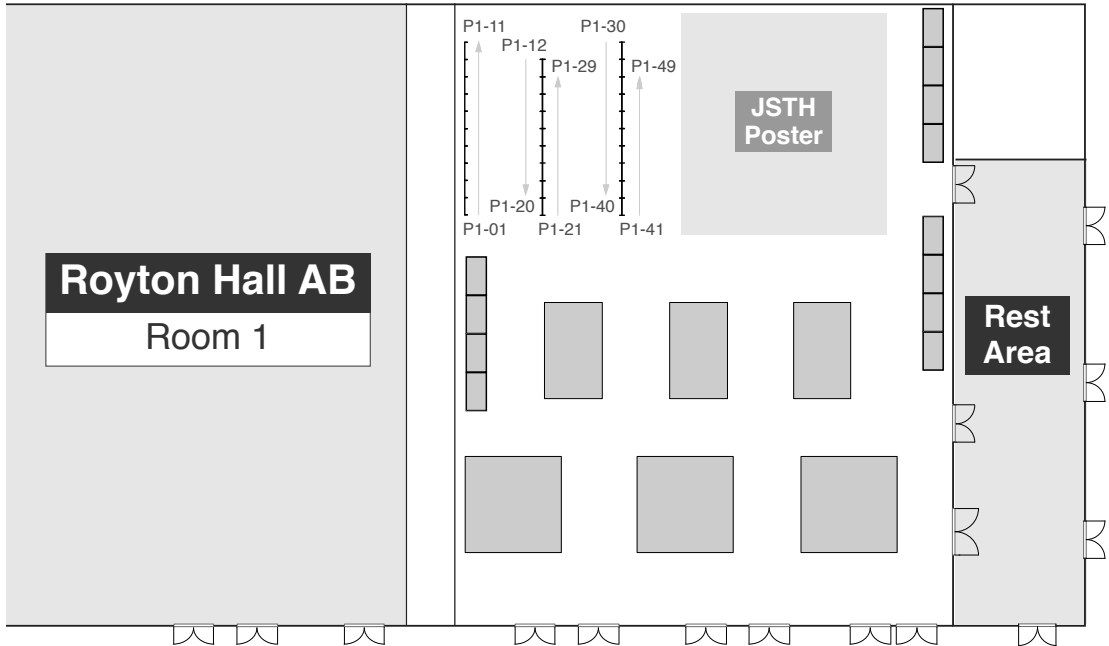 P1-11
P1-30
P1-12
P1-29
P1-49
JSTH
Poster
P1-20
P1-40
P1-01
P1-21
P1-41
Royton Hall AB
Room 1
Rest
Area